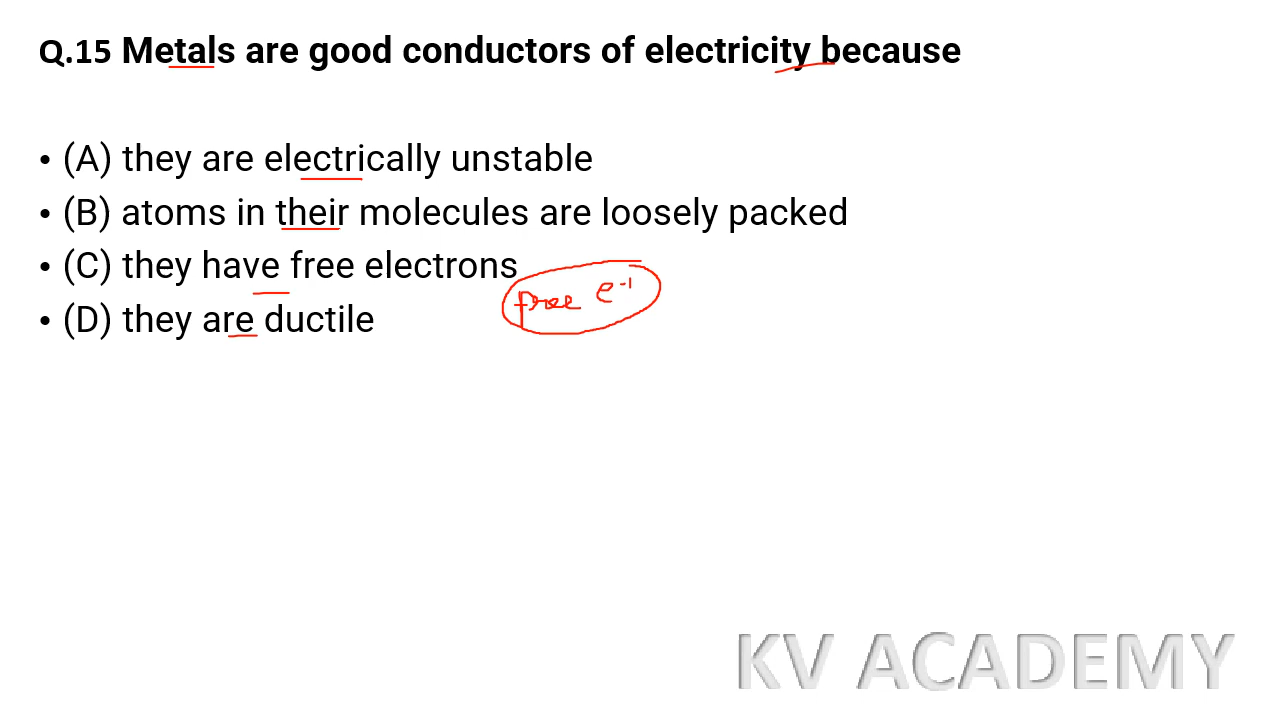 Q.15 Metals are good conductors of electricity because
• (A) they are electrically unstable
• (B) atoms in their molecules are loosely packed
• (C) they have free electrons
free e⁻¹
• (D) they are ductile
KV ACADEMY